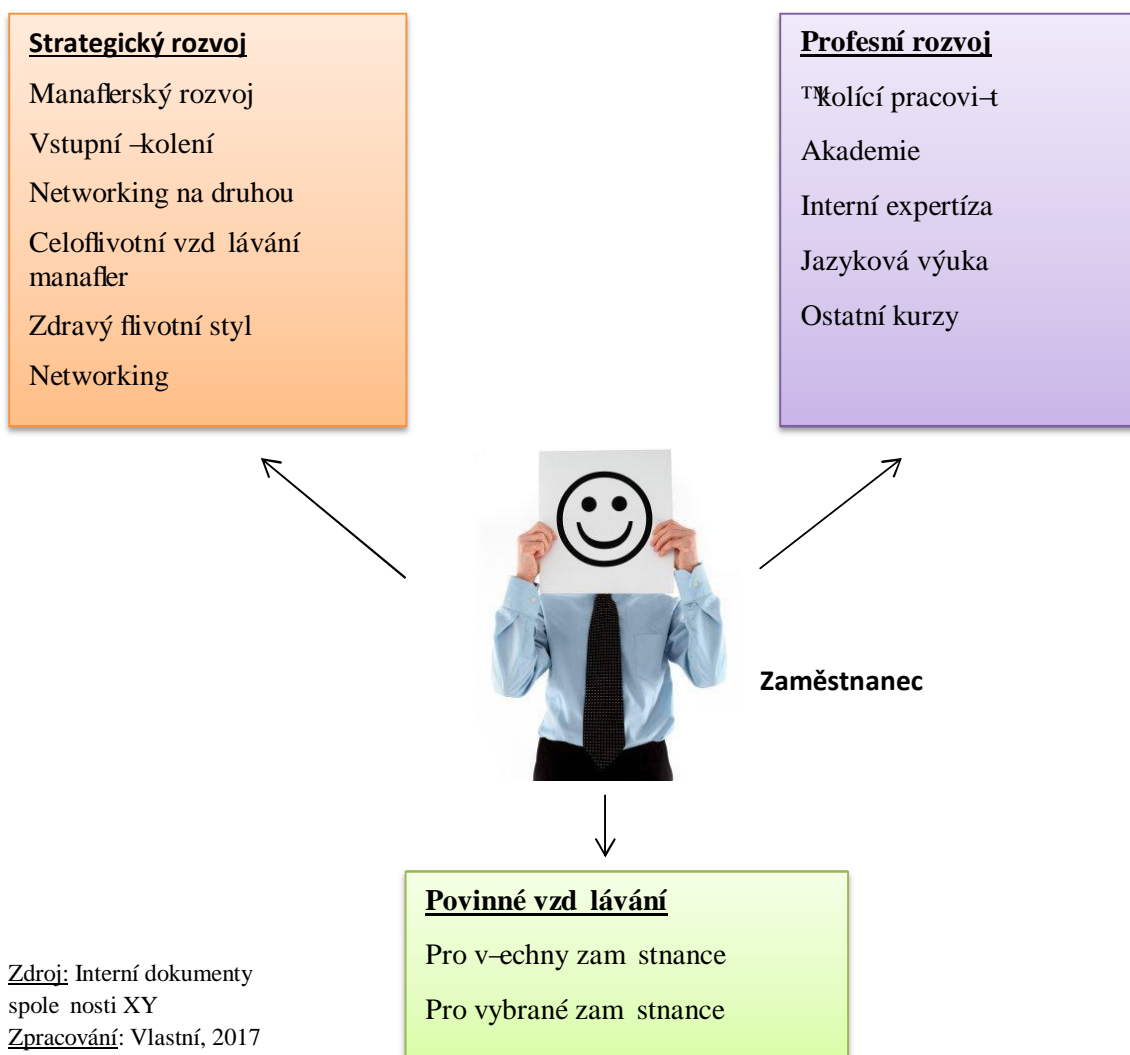 Strategický rozvoj
Manaflerský rozvoj
Vstupní –kolení
Networking na druhou
Celoflivotní vzd lávání
manafler
Zdravý flivotní styl
Networking
Profesní rozvoj
™kolící pracovi–t
Akademie
Interní expertíza
Jazyková výuka
Ostatní kurzy
Zaměstnanec
Povinné vzd lávání
Pro v–echny zam stnance
Pro vybrané zam stnance
Zdroj: Interní dokumenty
spole nosti XY
Zpracování: Vlastní, 2017